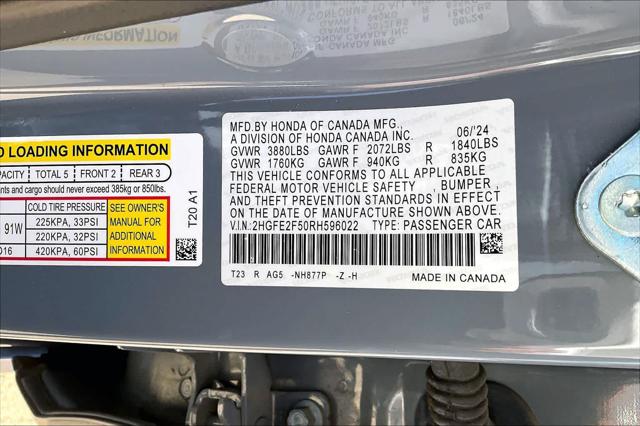 MFD.BY HONDA OF CANADA MFG.,
A DIVISION OF HONDA CANADA INC. 06/'24
GVWR 3880LBS GAWR F 2072LBS R 1840LBS
GVWR 1760KG GAWR F 940KG R 835KG
THIS VEHICLE CONFORMS TO ALL APPLICABLE
FEDERAL MOTOR VEHICLE SAFETY , BUMPER ,
AND THEFT PREVENTION STANDARDS IN EFFECT
ON THE DATE OF MANUFACTURE SHOWN ABOVE.
V.I.N.:2HGFE2F50RH596022 TYPE: PASSENGER CAR
T23 R AG5 -NH877P -Z -H MADE IN CANADA
LOADING INFORMATION
TOTAL 5 FRONT 2 REAR 3
and cargo should never exceed 385kg or 850lbs.
COLD TIRE PRESSURE
91W 225KPA, 33PSI
220KPA, 32PSI
D16 420KPA, 60PSI
SEE OWNER'S
MANUAL FOR
ADDITIONAL
INFORMATION
T20 A1